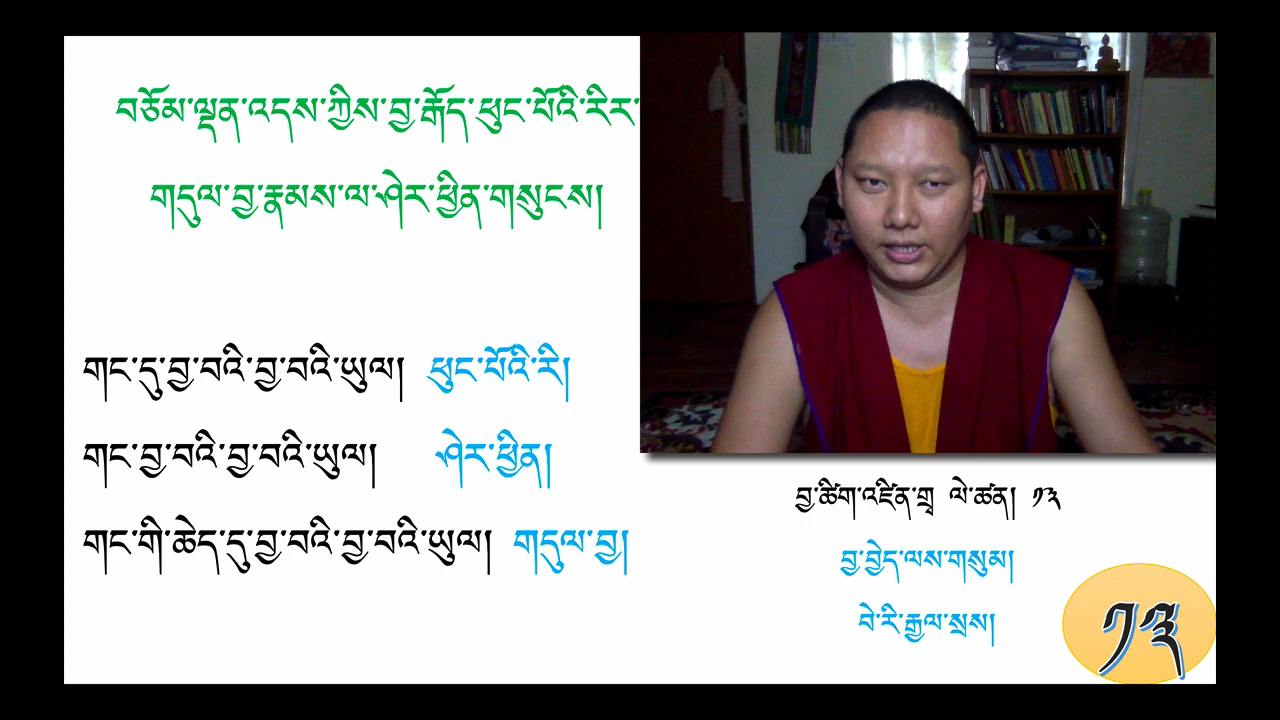 བཅོམ་ལྡན་འདས་ཀྱིས་བྱ་རྒོད་ཕུང་པོའི་རིར་
གདུལ་བྱ་རྣམས་ལ་ཤེར་ཕྱིན་གསུངས།
གང་དུ་བྱ་བའི་བྱ་བའི་ཡུལ། ཕུང་པོའི་རི།
གང་བྱ་བའི་བྱ་བའི་ཡུལ། ཤེར་ཕྱིན།
གང་གི་ཆེད་དུ་བྱ་བའི་བྱ་བའི་ཡུལ། གདུལ་བྱ།
བྱ་ཚིག་འཛིན་གྲྭ ལེ་ཚན། ༡༣
བྱ་བྱེད་ལས་གསུམ།
བེ་རི་རྒྱལ་སྲས།
༡༣